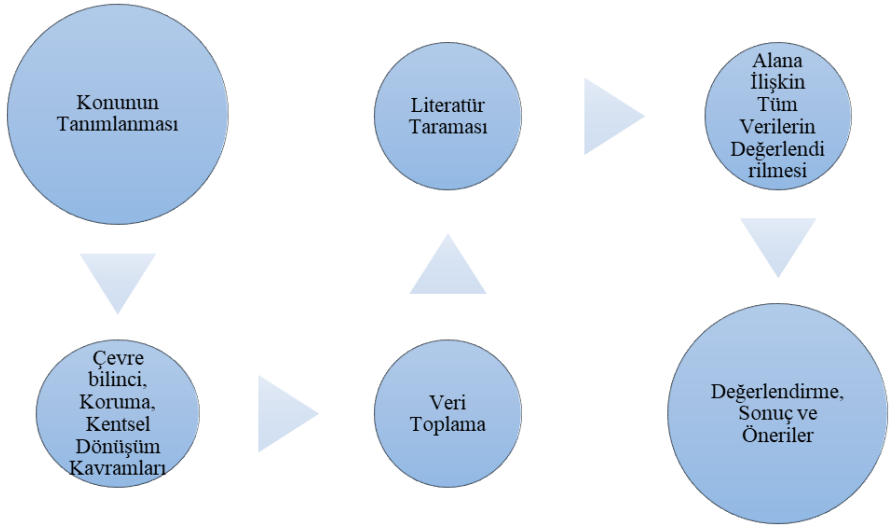 Konunun
Tanımlanması
Çevre
bilinci,
Koruma,
Kentsel
Dönüşüm
Kavramları
Veri
Toplama
Literatür
Taraması
Alana
İlişkin
Tüm
Verilerin
Değerlendi
rilmesi
Değerlendirme,
Sonuç ve
Öneriler